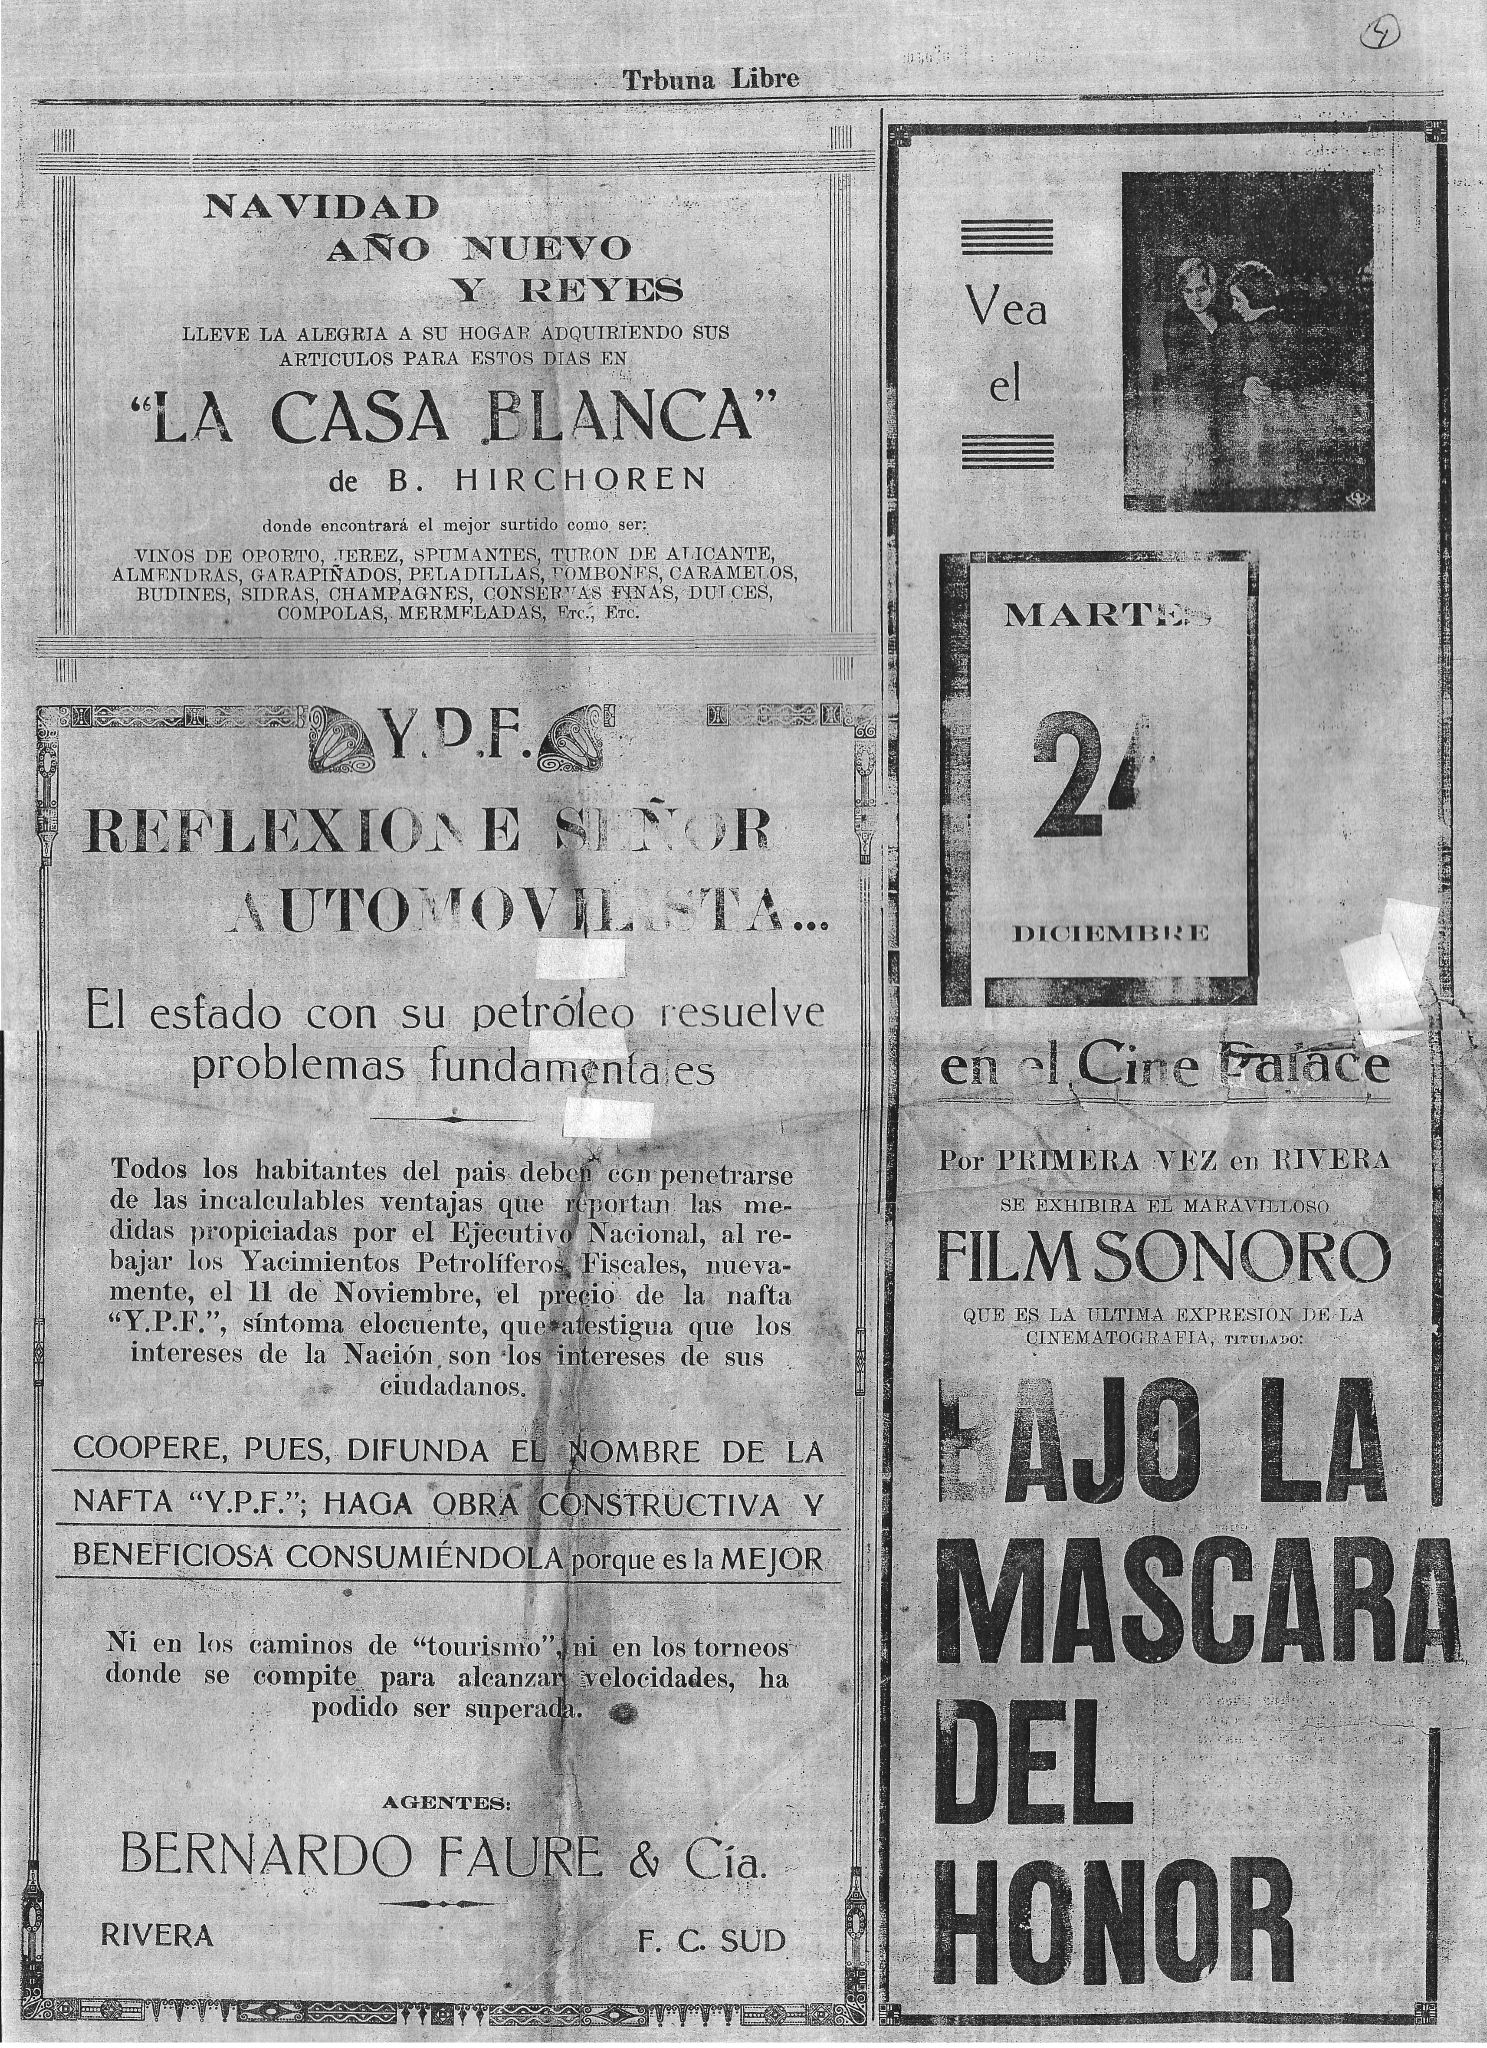 Trbuna Libre
NAVIDAD
AÑO NUEVO
Y REYES
LLEVE LA ALEGRIA A SU HOGAR ADQUIRIENDO SUS
ARTICULOS PARA ESTOS DIAS EN
“LA CASA BLANCA”
de B. HIRCHOREN
donde encontrará el mejor surtido como ser:
VINOS DE OPORTO, JEREZ, SPUMANTES, TURON DE ALICANTE,
ALMENDRAS, GARAPIÑADOS, PELADILLAS, BOMBONES, CARAMELOS,
BUDINES, SIDRAS, CHAMPAGNES, CONSERVAS FINAS, DULCES,
COMPOLAS, MERMELADAS, Etc., Etc.
Y.P.F.
REFLEXIONE SEÑOR
AUTOMOVILISTA...
El estado con su petróleo resuelve
problemas fundamentales
Todos los habitantes del pais deben con penetrarse
de las incalculables ventajas que reportan las me-
didas propiciadas por el Ejecutivo Nacional, al re-
bajar los Yacimientos Petrolíferos Fiscales, nueva-
mente, el 11 de Noviembre, el precio de la nafta
“Y.P.F.”, síntoma elocuente, que atestigua que los
intereses de la Nación son los intereses de sus
ciudadanos.
COOPERE, PUES, DIFUNDA EL NOMBRE DE LA
NAFTA “Y.P.F.”; HAGA OBRA CONSTRUCTIVA Y
BENEFICIOSA CONSUMIÉNDOLA porque es la MEJOR
Ni en los caminos de “tourismo”, ni en los torneos
donde se compite para alcanzar velocidades, ha
podido ser superada.
AGENTES:
BERNARDO FAURE & Cía.
RIVERA F. C. SUD
Vea
el
MARTES
24
DICIEMBRE
en el Cine Palace
Por PRIMERA VEZ en RIVERA
SE EXHIBIRA EL MARAVILLOSO
FILM SONORO
QUE ES LA ULTIMA EXPRESION DE LA
CINEMATOGRAFIA, TITULADO:
BAJO LA
MASCARA
DEL
HONOR